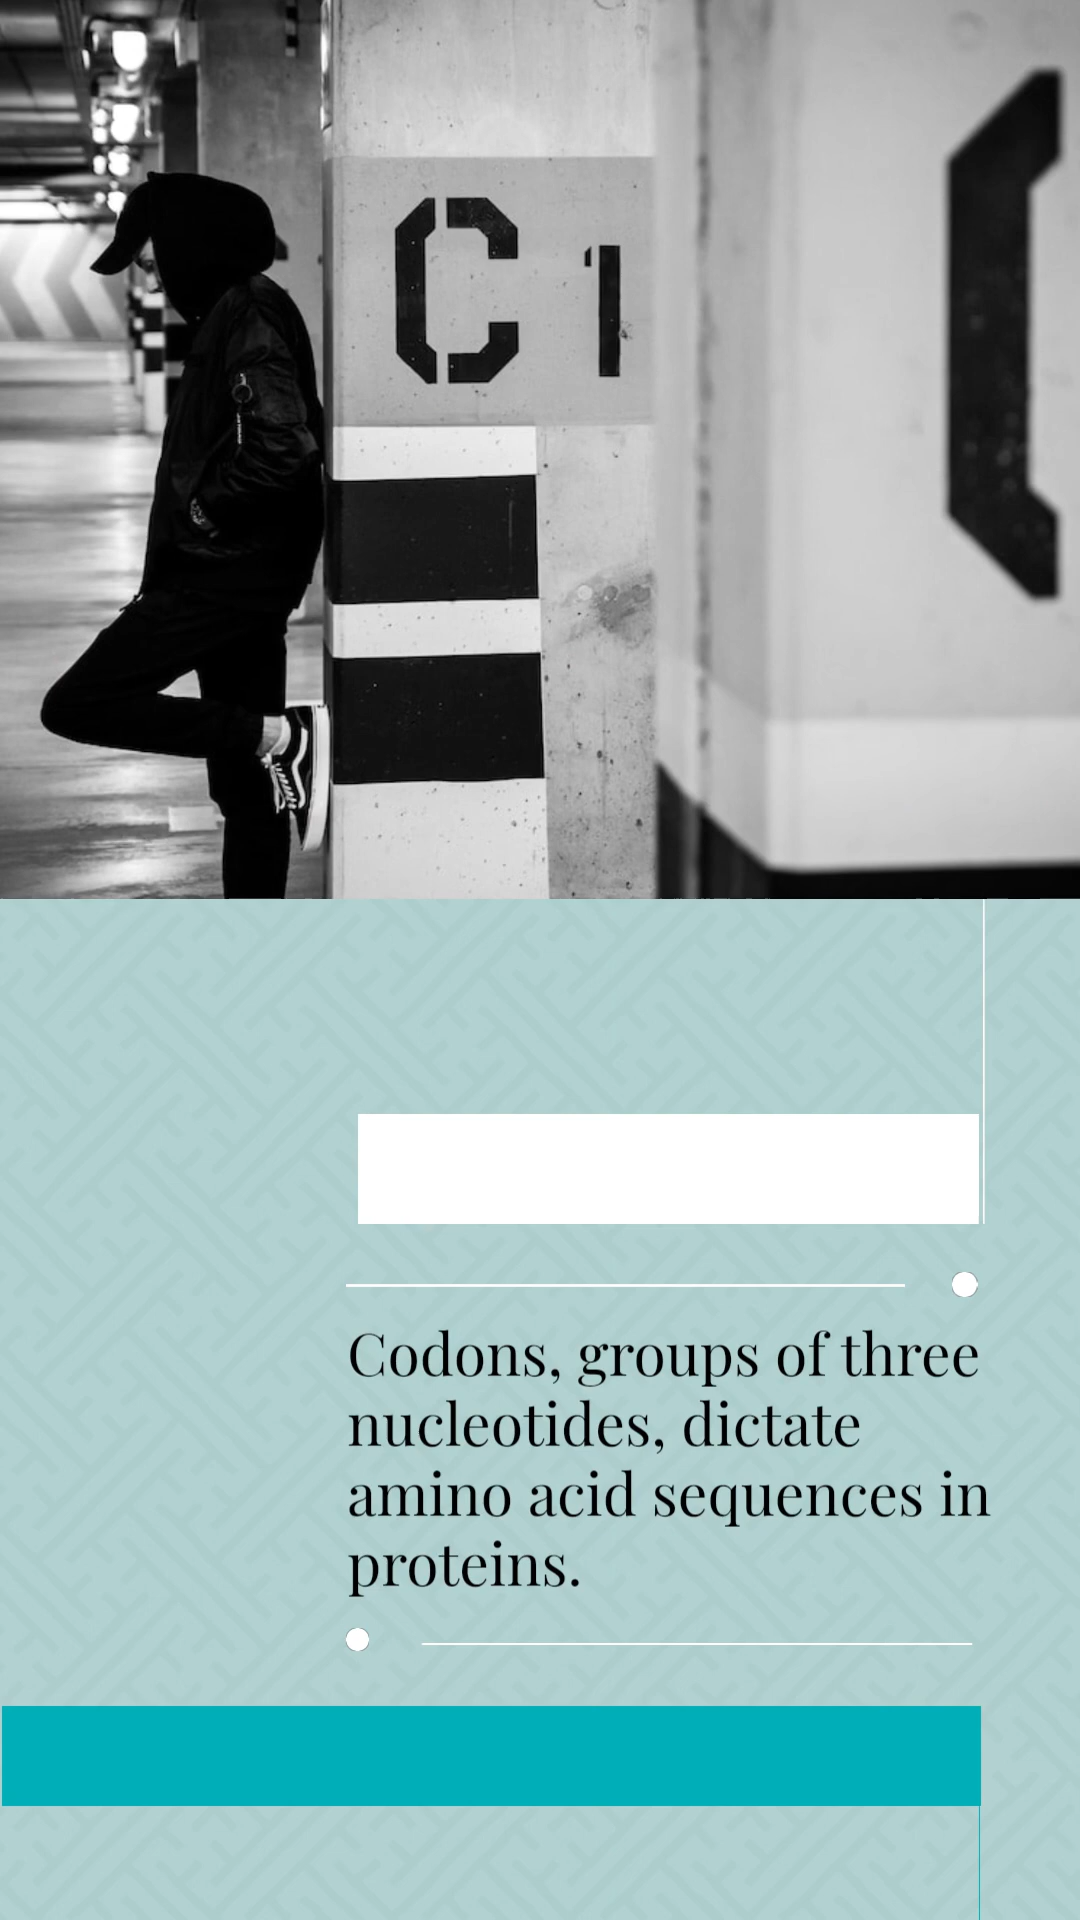 C1
Codons, groups of three
nucleotides, dictate
amino acid sequences in
proteins.